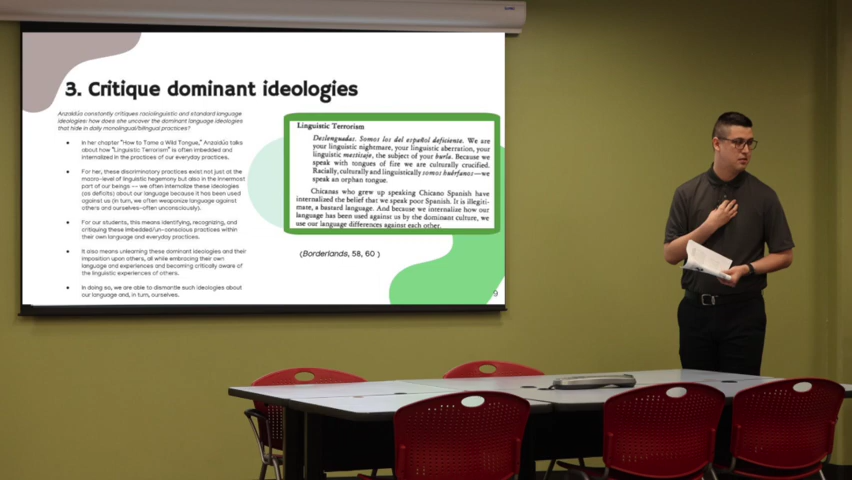 3. Critique dominant ideologies
Anzaldúa constantly critiques raciolinguistic and standard language
ideologies: how does she uncover the dominant language ideologies
that hide in daily monolingual/bilingual practices?
In her chapter "How to Tame a Wild Tongue," Anzaldúa talks
about how "Linguistic Terrorism" is often imbedded and
internalized in the practices of our everyday practices.
For her, these discriminatory practices exist not just at the
macro-level of linguistic hegemony but also in the innermost
part of our beings -- we often internalize these ideologies
(as deficits) about our language because it has been used
against us (in turn, we often weaponize language against
others and ourselves-often unconsciously).
For our students, this means identifying, recognizing, and
critiquing these imbedded/un-conscious practices within
their own language and everyday practices.
It also means unlearning these dominant ideologies and their
imposition upon others, all while embracing their own
language and experiences and becoming critically aware of
the linguistic experiences of others.
In doing so, we are able to dismantle such ideologies about
our language and, in turn, ourselves.
Linguistic Terrorism
Deslenguadas. Somos los del español deficiente. We are
your linguistic nightmare, your linguistic aberration, your
linguistic mestizaje, the subject of your burla. Because we
speak with tongues of fire we are culturally crucified.
Racially, culturally and linguistically somos huérfanos—we
speak an orphan tongue.
Chicanas who grew up speaking Chicano Spanish have
internalized the belief that we speak poor Spanish. It is illegiti-
mate, a bastard language. And because we internalize how our
language has been used against us by the dominant culture, we
use our language differences against each other.
(Borderlands, 58, 60 )
9